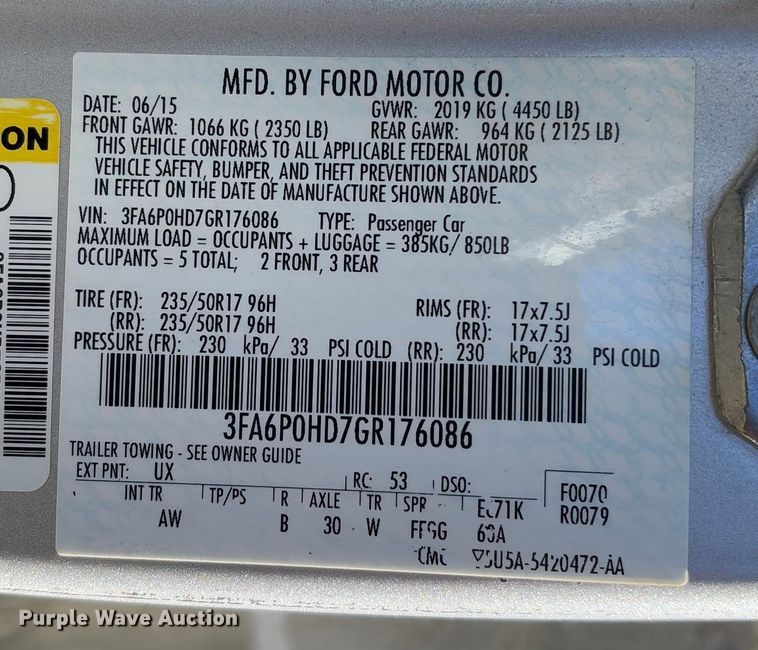 MFD. BY FORD MOTOR CO.
DATE: 06/15 GVWR: 2019 KG ( 4450 LB)
FRONT GAWR: 1066 KG ( 2350 LB) REAR GAWR: 964 KG ( 2125 LB)
THIS VEHICLE CONFORMS TO ALL APPLICABLE FEDERAL MOTOR
VEHICLE SAFETY, BUMPER, AND THEFT PREVENTION STANDARDS
IN EFFECT ON THE DATE OF MANUFACTURE SHOWN ABOVE.
VIN: 3FA6P0HD7GR176086 TYPE: Passenger Car
MAXIMUM LOAD = OCCUPANTS + LUGGAGE = 385KG/ 850LB
OCCUPANTS = 5 TOTAL; 2 FRONT, 3 REAR
TIRE (FR): 235/50R17 96H RIMS (FR): 17x7.5J
(RR): 235/50R17 96H (RR): 17x7.5J
PRESSURE (FR): 230 kPa/ 33 PSI COLD (RR): 230 kPa/ 33 PSI COLD
3FA6P0HD7GR176086
TRAILER TOWING - SEE OWNER GUIDE
EXT PNT: UX RC: 53 DSO: F0070
INT TR TP/PS R AXLE TR SPR R0079
AW B 30 W
ON
Purple Wave Auction